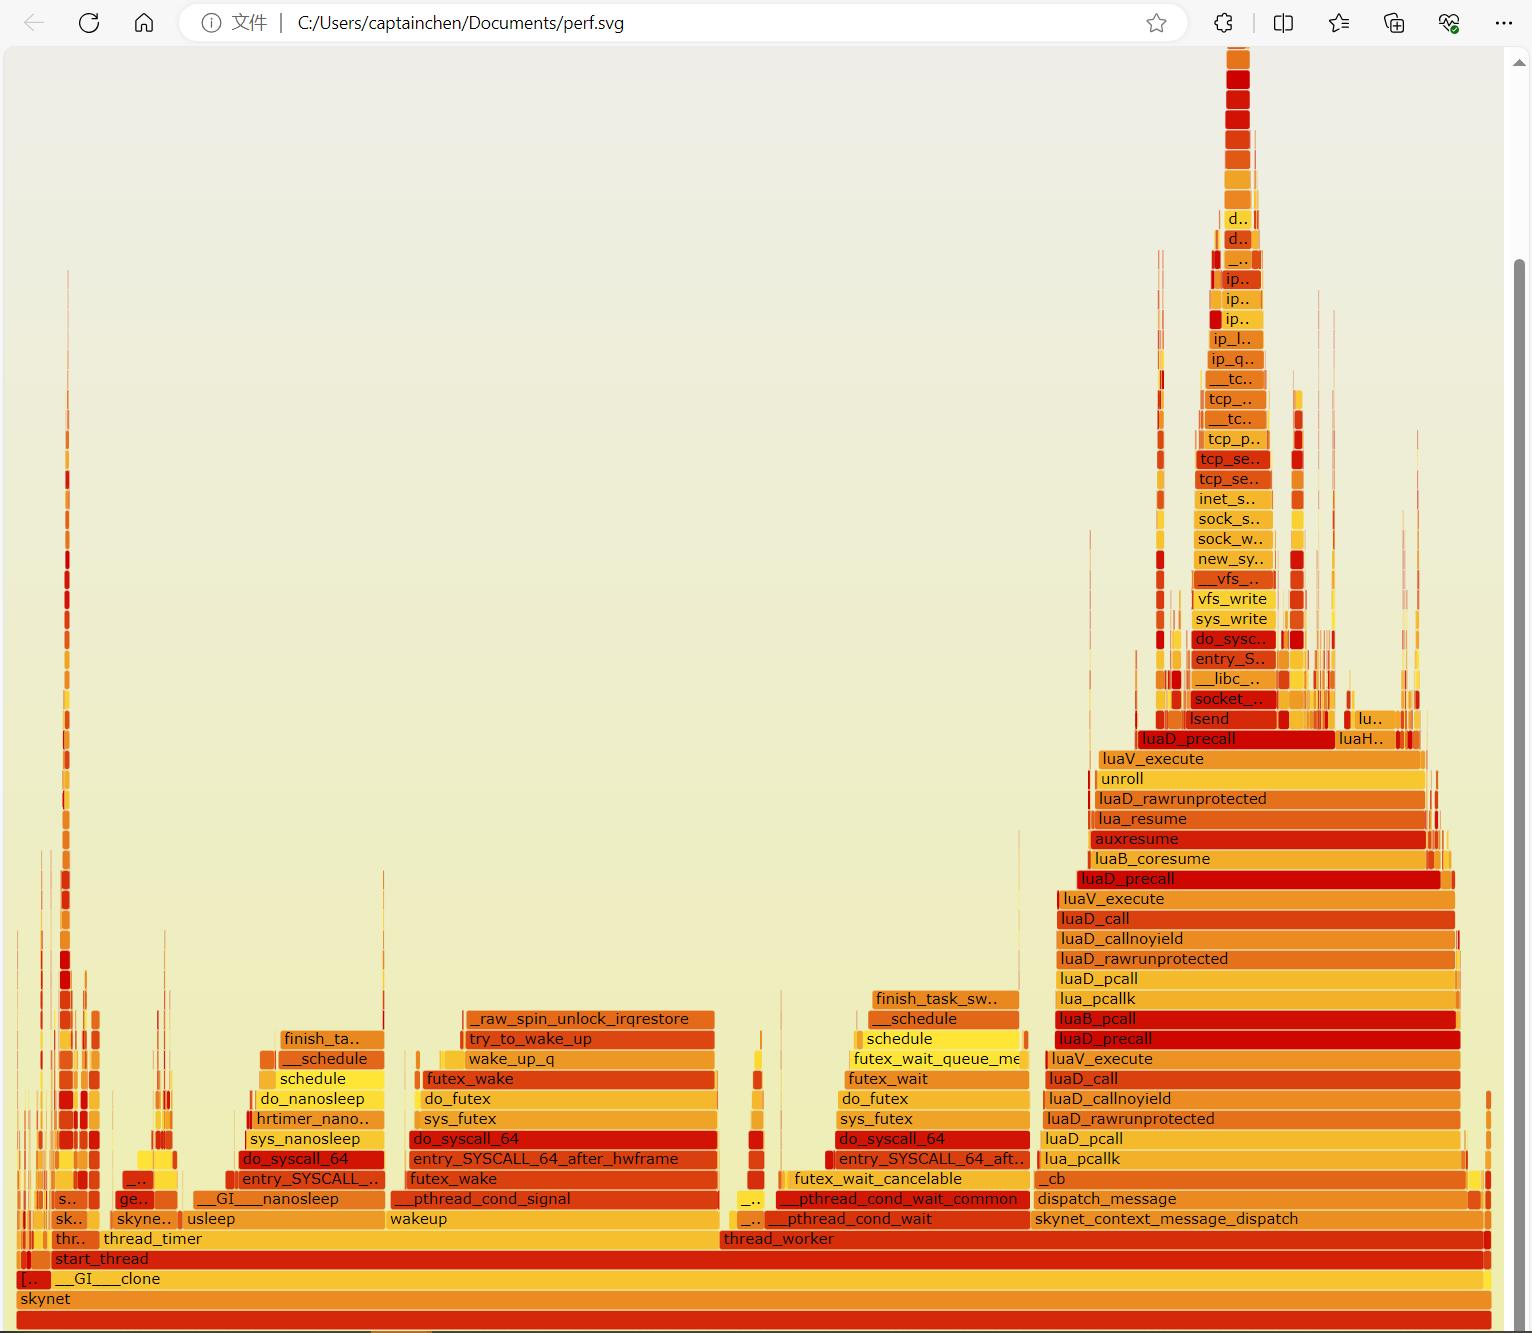 文件 C:/Users/captainchen/Documents/perf.svg
d..
d..
_..
ip..
ip..
ip..
ip_l..
ip_q..
__tc..
tcp_..
__tc..
tcp_p..
tcp_se..
tcp_se..
inet_s..
sock_s..
sock_w..
new_sy..
__vfs_..
vfs_write
sys_write
do_sysc..
entry_S..
__libc_..
socket_..
lsend lu..
luaD_precall luaH..
luaV_execute
unroll
luaD_rawrunprotected
lua_resume
auxresume
luaB_coresume
luaD_precall
luaV_execute
luaD_call
luaD_callnoyield
luaD_rawrunprotected
luaD_pcall
finish_task_sw.. lua_pcallk
_raw_spin_unlock_irqrestore __schedule luaB_pcall
finish_ta.. try_to_wake_up schedule luaD_precall
__schedule wake_up_q futex_wait_queue_me luaV_execute
schedule futex_wake futex_wait luaD_call
do_nanosleep do_futex do_futex luaD_callnoyield
hrtimer_nano.. sys_futex sys_futex luaD_rawrunprotected
sys_nanosleep do_syscall_64 do_syscall_64 luaD_pcall
do_syscall_64 entry_SYSCALL_64_after_hwframe entry_SYSCALL_64_aft.. lua_pcallk
_.. entry_SYSCALL_.. futex_wake futex_wait_cancelable _cb
s.. ge.. __GI___nanosleep __pthread_cond_signal _.. __pthread_cond_wait_common dispatch_message
sk.. skyne.. usleep wakeup _.. __pthread_cond_wait skynet_context_message_dispatch
thr.. thread_timer thread_worker
start_thread
[.. __GI___clone
skynet